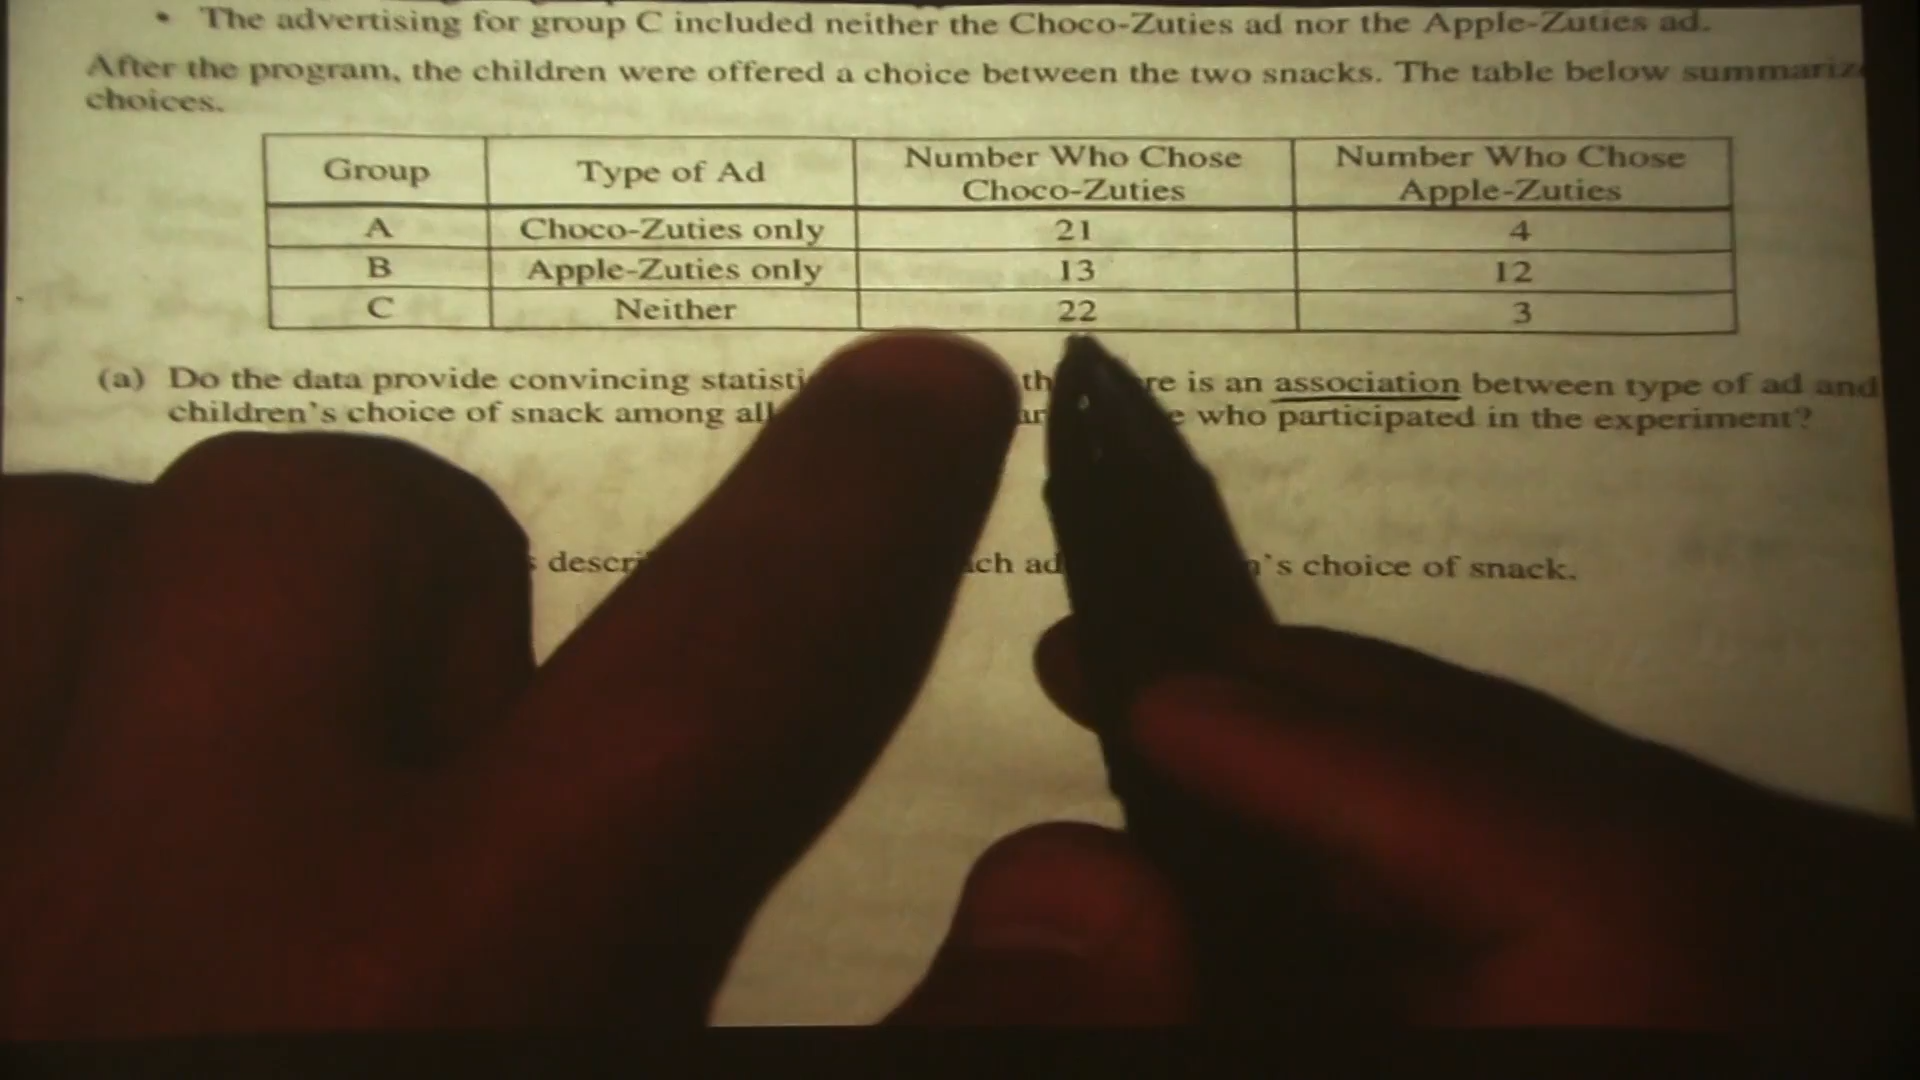 • The advertising for group C included neither the Choco-Zuties ad nor the Apple-Zuties ad.
After the program, the children were offered a choice between the two snacks. The table below
choices.
Group Type of Ad Number Who Chose Choco-Zuties Number Who Chose Apple-Zuties
A Choco-Zuties only 21 4
B Apple-Zuties only 13 12
C Neither 22 3
(a) Do the data provide convincing is an association between type of ad and
children's choice of snack among who participated in the experiment?
ad choice of snack.